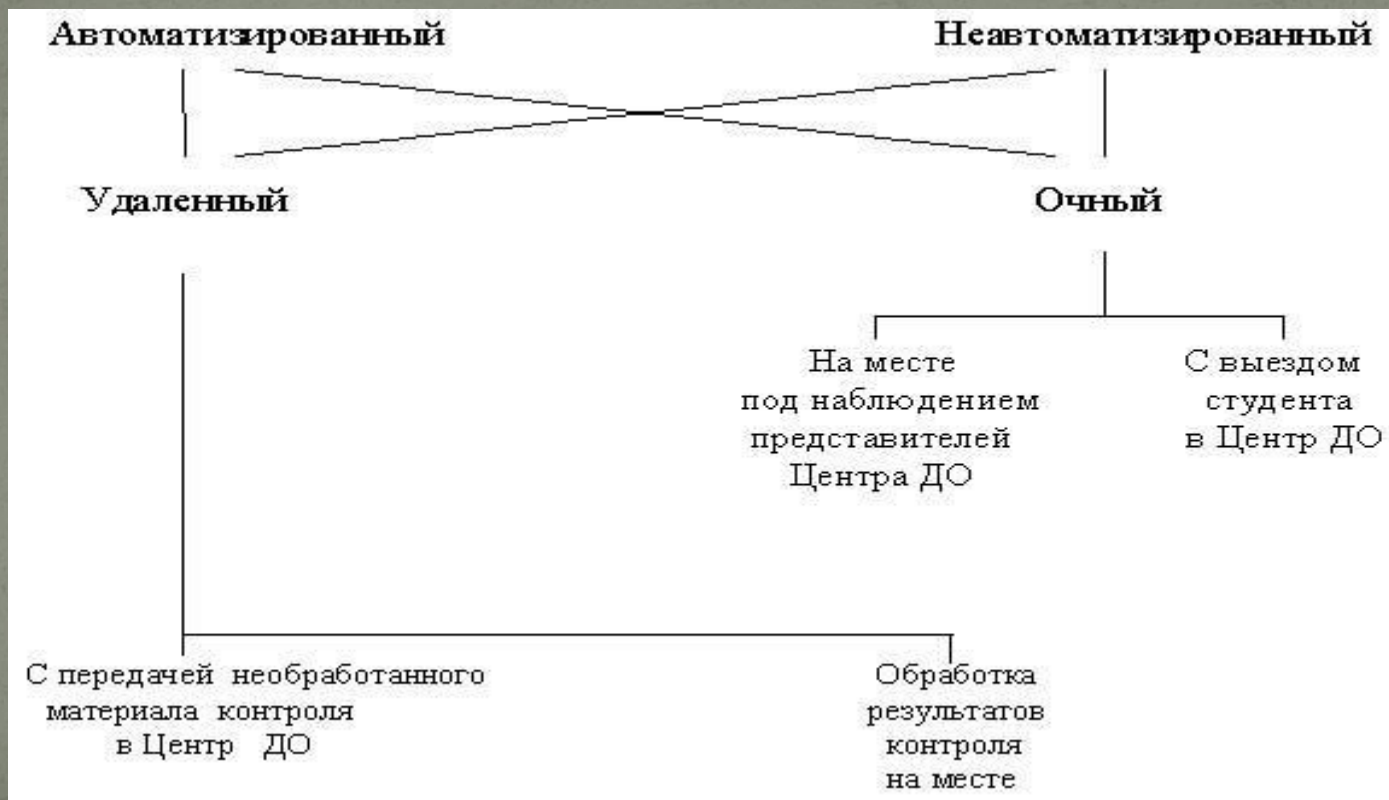 Автоматизированный
Неавтоматизированный
Удаленный
Очный
На месте
под наблюдением
представителей
Центра ДО
С выездом
студента
в Центр ДО
С передачей необработанного
материала контроля
в Центр ДО
Обработка
результатов
контроля
на месте